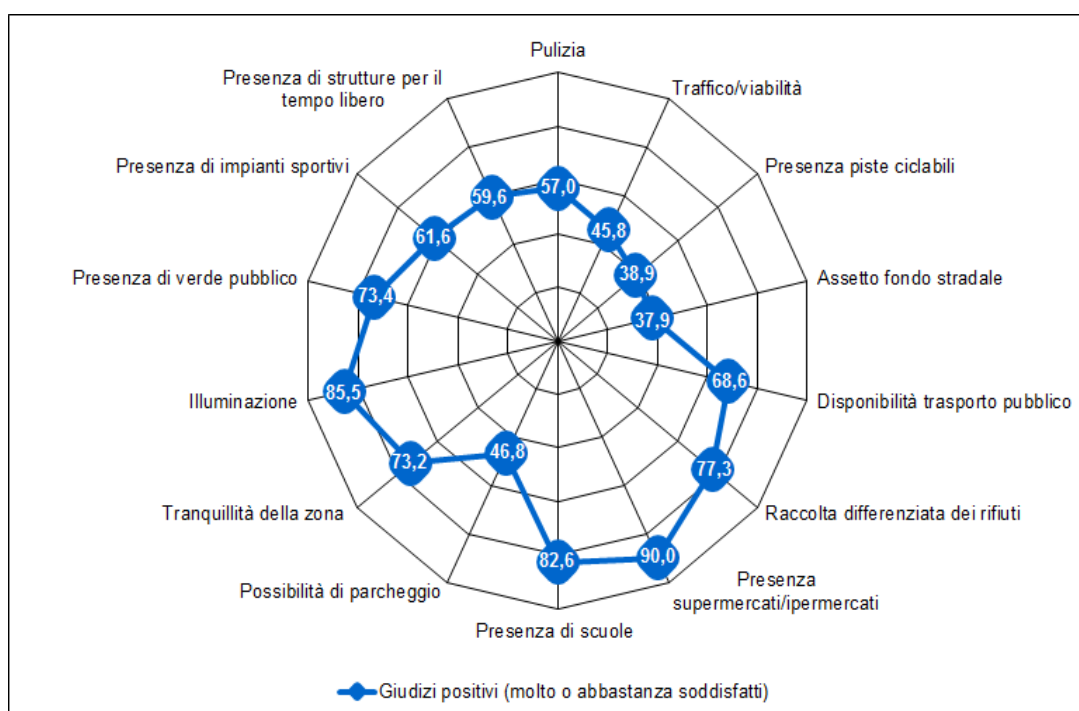 Pulizia
Traffico/viabilità
Presenza piste ciclabili
Assetto fondo stradale
Disponibilità trasporto pubblico
Raccolta differenziata dei rifiuti
Presenza
supermercati/ipermercati
Presenza di scuole
Possibilità di parcheggio
Tranquillità della zona
Illuminazione
Presenza di verde pubblico
Presenza di impianti sportivi
Presenza di strutture per il
tempo libero
57,0
45,8
38,9
37,9
68,6
77,3
90,0
82,6
46,8
73,2
85,5
73,4
61,6
59,6
Giudizi positivi (molto o abbastanza soddisfatti)